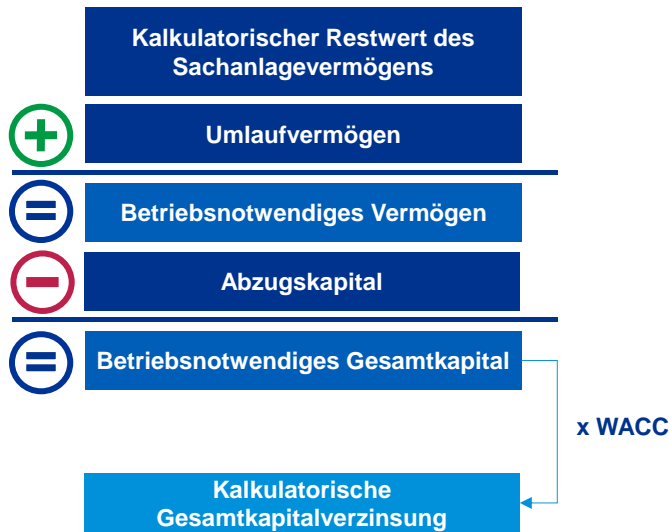 Kalkulatorischer Restwert des
Sachanlagevermögens
+
Umlaufvermögen
=
Betriebsnotwendiges Vermögen
−
Abzugskapital
=
Betriebsnotwendiges Gesamtkapital
x WACC
Kalkulatorische
Gesamtkapitalverzinsung